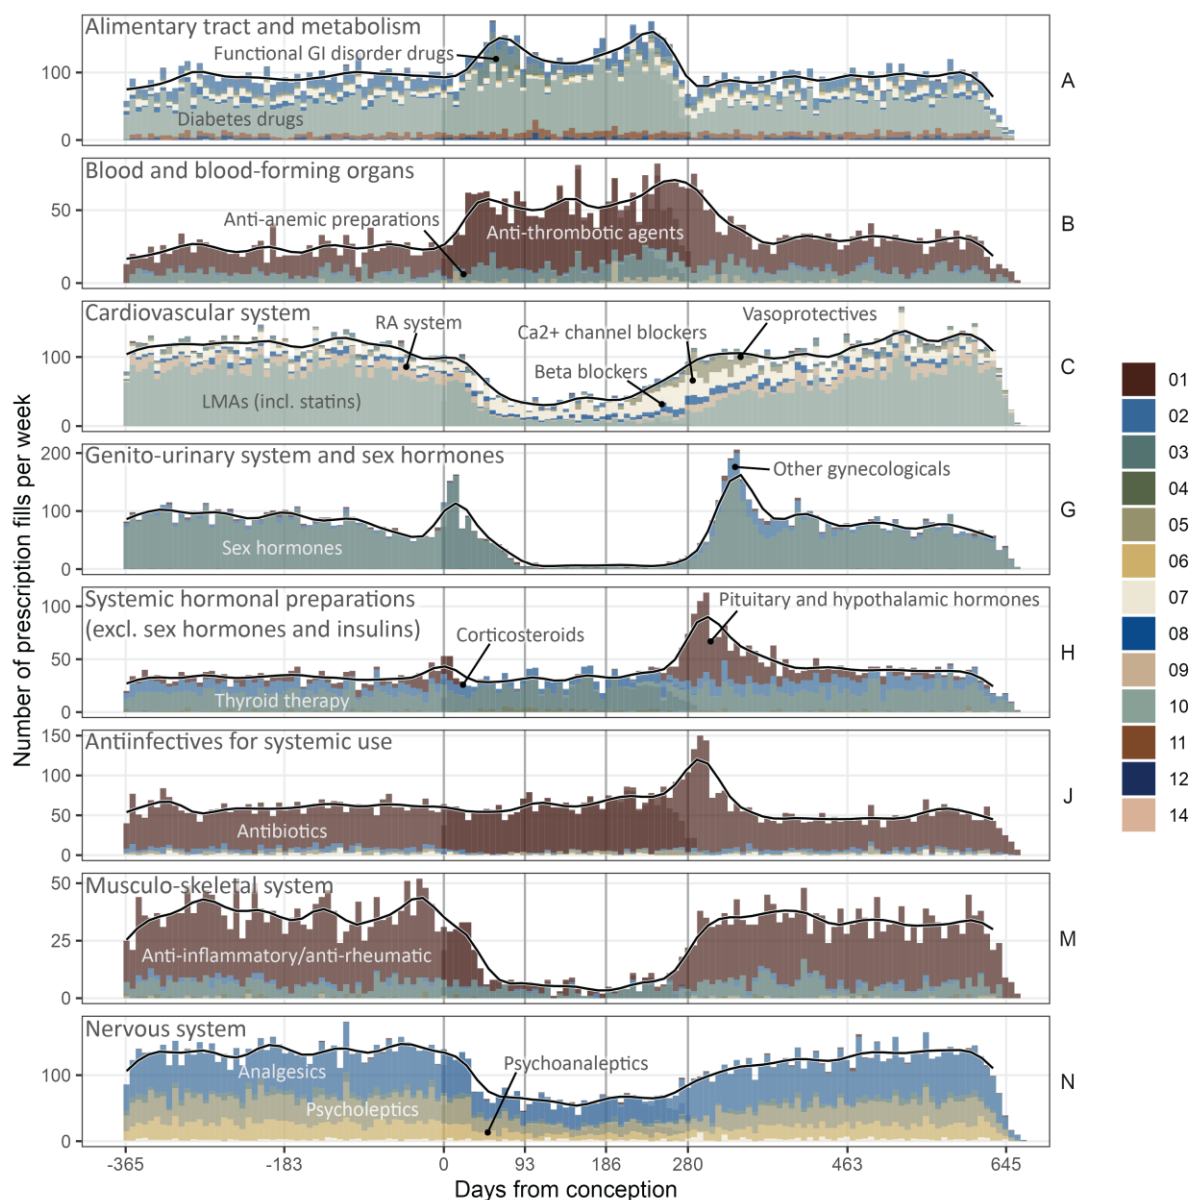 Alimentary tract and metabolism
Functional GI disorder drugs
Diabetes drugs
100
0
A
Blood and blood-forming organs
Anti-anemic preparations
Anti-thrombotic agents
50
0
B
Cardiovascular system
RA system
Ca2+ channel blockers
Vasoprotectives
Beta blockers
LMAs (incl. statins)
100
0
C
Genito-urinary system and sex hormones
Other gynecologicals
Sex hormones
200
100
0
G
Systemic hormonal preparations
(excl. sex hormones and insulins)
Corticosteroids
Pituitary and hypothalamic hormones
Thyroid therapy
100
50
0
H
Antiinfectives for systemic use
Antibiotics
150
100
50
0
J
Musculo-skeletal system
Anti-inflammatory/anti-rheumatic
50
25
0
M
Nervous system
Analgesics
Psychoanaleptics
Psycholeptics
100
0
N
-365 -183 0 93 186 280 463 645
Days from conception
Number of prescription fills per week
01
02
03
04
05
06
07
08
09
10
11
12
14